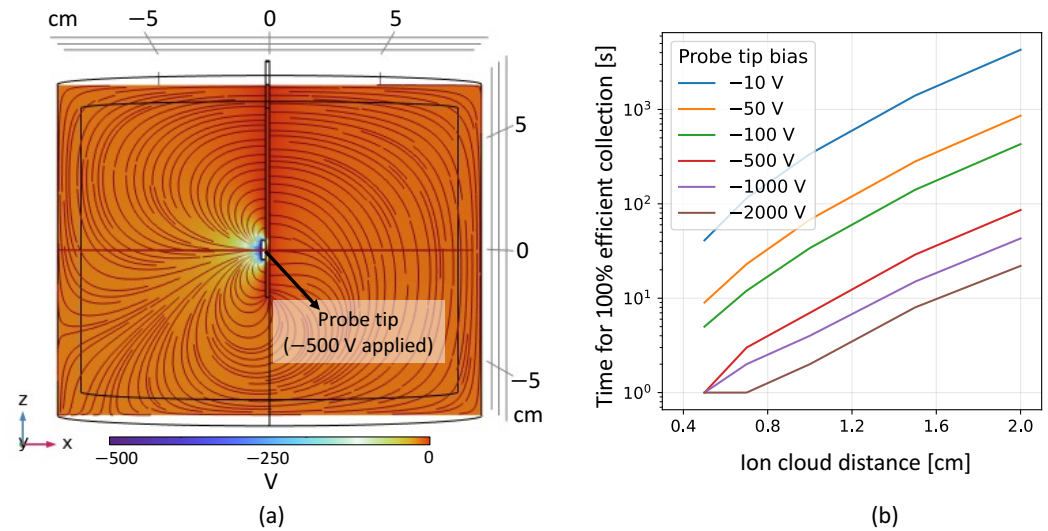 cm −5 0 5
5
0
−5
cm
Probe tip
(−500 V applied)
z
y x
−500 −250 0
V
(a)
Time for 100% efficient collection [s]
Probe tip bias
−10 V
−50 V
−100 V
−500 V
−1000 V
−2000 V
10³
10²
10¹
10⁰
0.4 0.8 1.2 1.6 2.0
Ion cloud distance [cm]
(b)